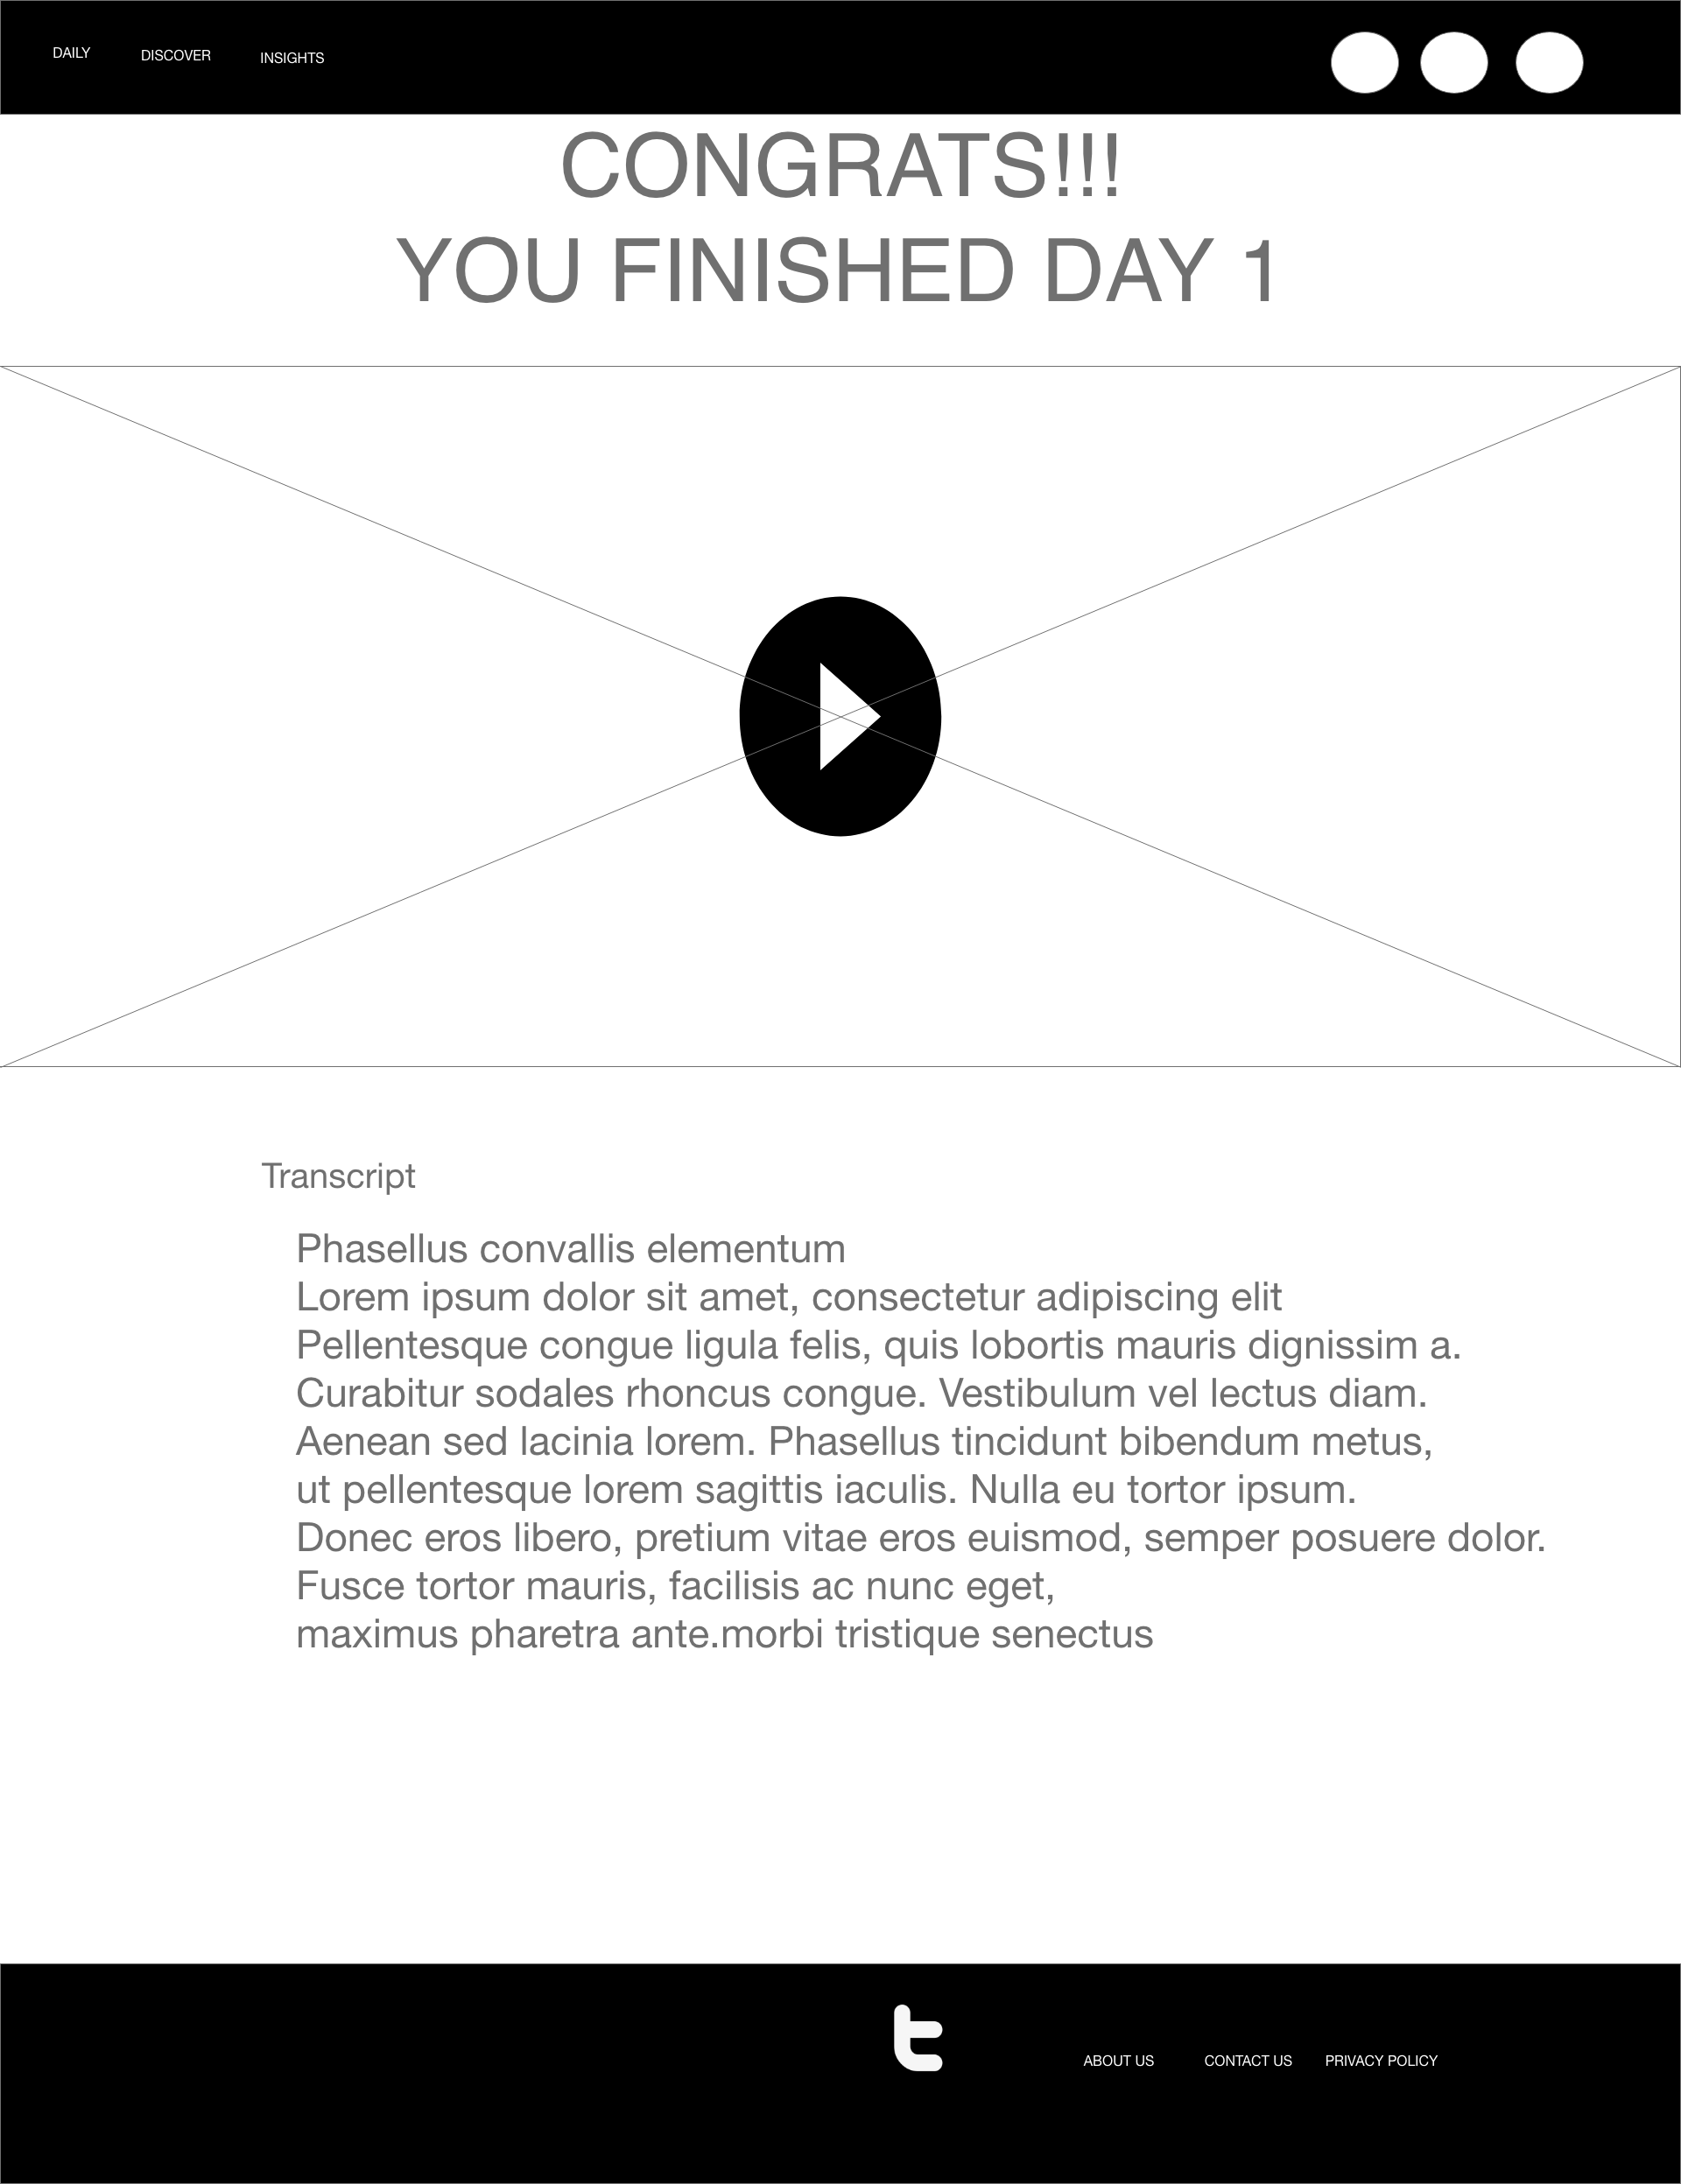 DAILY
DISCOVER
INSIGHTS
CONGRATS!!!
YOU FINISHED DAY 1
Transcript
Phasellus convallis elementum
Lorem ipsum dolor sit amet, consectetur adipiscing elit
Pellentesque congue ligula felis, quis lobortis mauris dignissim a.
Curabitur sodales rhoncus congue. Vestibulum vel lectus diam.
Aenean sed lacinia lorem. Phasellus tincidunt bibendum metus,
ut pellentesque lorem sagittis iaculis. Nulla eu tortor ipsum.
Donec eros libero, pretium vitae eros euismod, semper posuere dolor.
Fusce tortor mauris, facilisis ac nunc eget,
maximus pharetra ante.morbi tristique senectus
t
ABOUT US
CONTACT US
PRIVACY POLICY